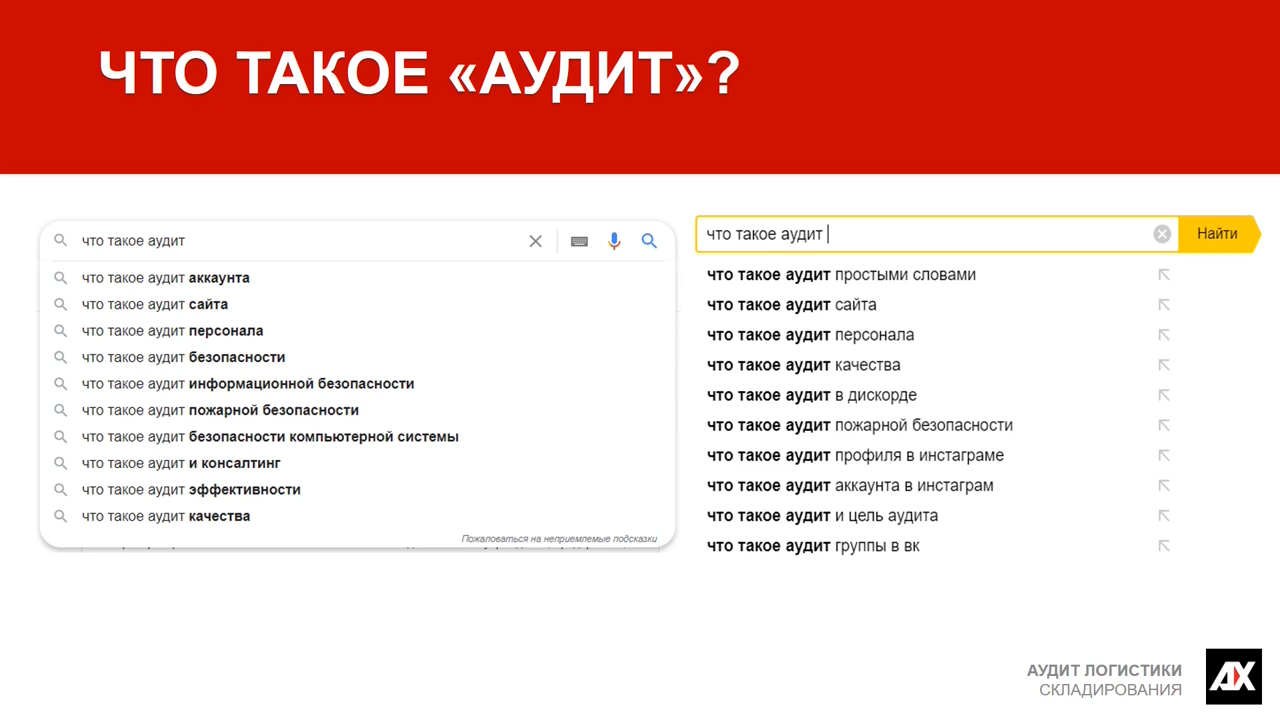 ЧТО ТАКОЕ «АУДИТ»?
что такое аудит
что такое аудит аккаунта
что такое аудит сайта
что такое аудит персонала
что такое аудит безопасности
что такое аудит информационной безопасности
что такое аудит пожарной безопасности
что такое аудит безопасности компьютерной системы
что такое аудит и консалтинг
что такое аудит эффективности
что такое аудит качества
Пожаловаться на неприемлемые подсказки
что такое аудит
Найти
что такое аудит простыми словами
что такое аудит сайта
что такое аудит персонала
что такое аудит качества
что такое аудит в дискорде
что такое аудит пожарной безопасности
что такое аудит профиля в инстаграме
что такое аудит аккаунта в инстаграм
что такое аудит и цель аудита
что такое аудит группы в вк
АУДИТ ЛОГИСТИКИ
СКЛАДИРОВАНИЯ